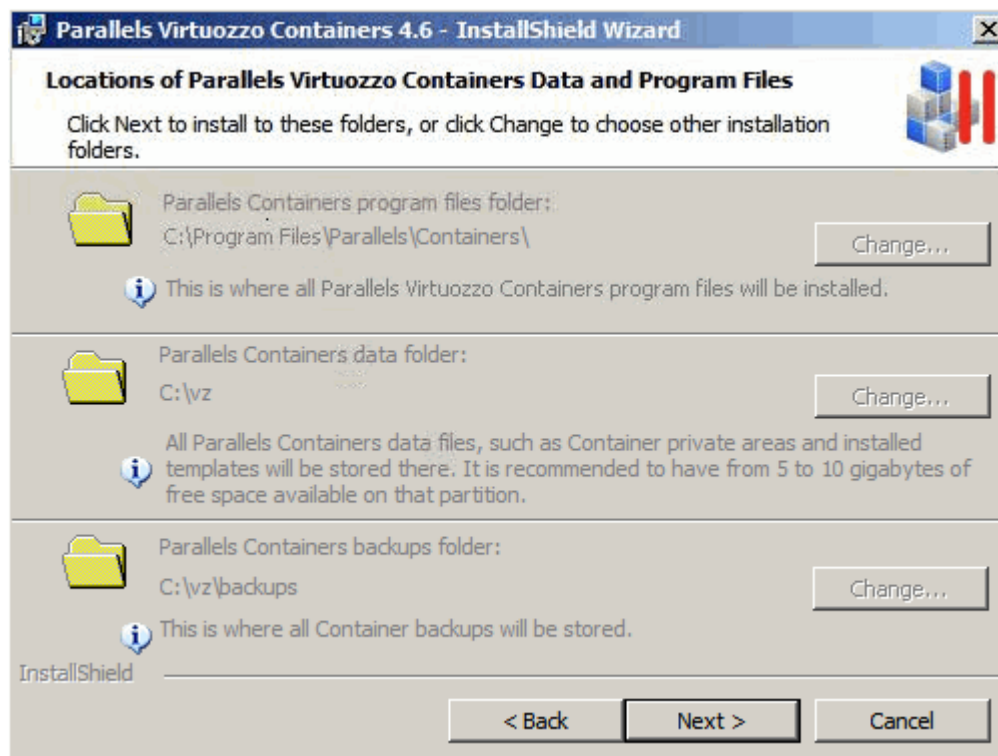 Parallels Virtuozzo Containers 4.6 - InstallShield Wizard
Locations of Parallels Virtuozzo Containers Data and Program Files
Click Next to install to these folders, or click Change to choose other installation
folders.
Parallels Containers program files folder:
C:\Program Files\Parallels\Containers\
Change...
This is where all Parallels Virtuozzo Containers program files will be installed.
Parallels Containers data folder:
C:\vz
Change...
All Parallels Containers data files, such as Container private areas and installed
templates will be stored there. It is recommended to have from 5 to 10 gigabytes of
free space available on that partition.
Parallels Containers backups folder:
C:\vz\backups
Change...
This is where all Container backups will be stored.
InstallShield
< Back Next > Cancel